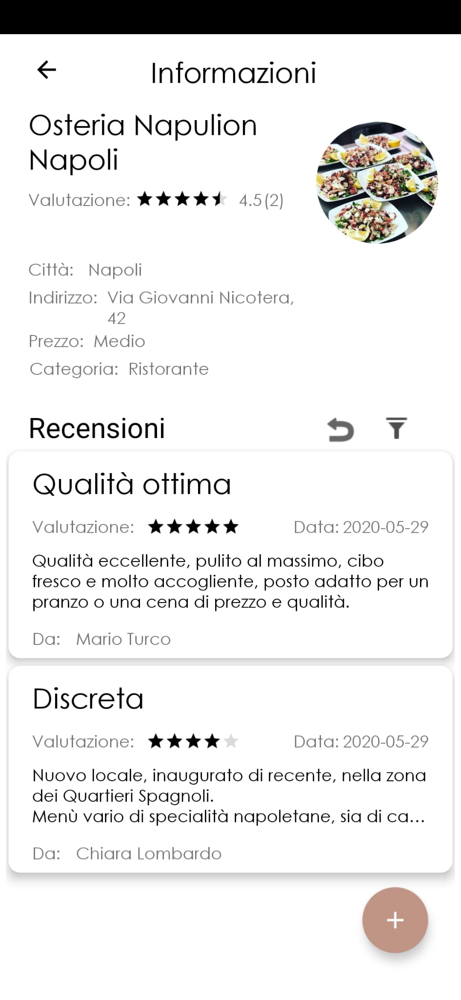 Informazioni
Osteria Napulion
Napoli
Valutazione: 4.5 (2)
Città: Napoli
Indirizzo: Via Giovanni Nicotera,
42
Prezzo: Medio
Categoria: Ristorante
Recensioni
Qualità ottima
Valutazione: Data: 2020-05-29
Qualità eccellente, pulito al massimo, cibo
fresco e molto accogliente, posto adatto per un
pranzo o una cena di prezzo e qualità.
Da: Mario Turco
Discreta
Valutazione: Data: 2020-05-29
Nuovo locale, inaugurato di recente, nella zona
dei Quartieri Spagnoli.
Menù vario di specialità napoletane, sia di ca...
Da: Chiara Lombardo